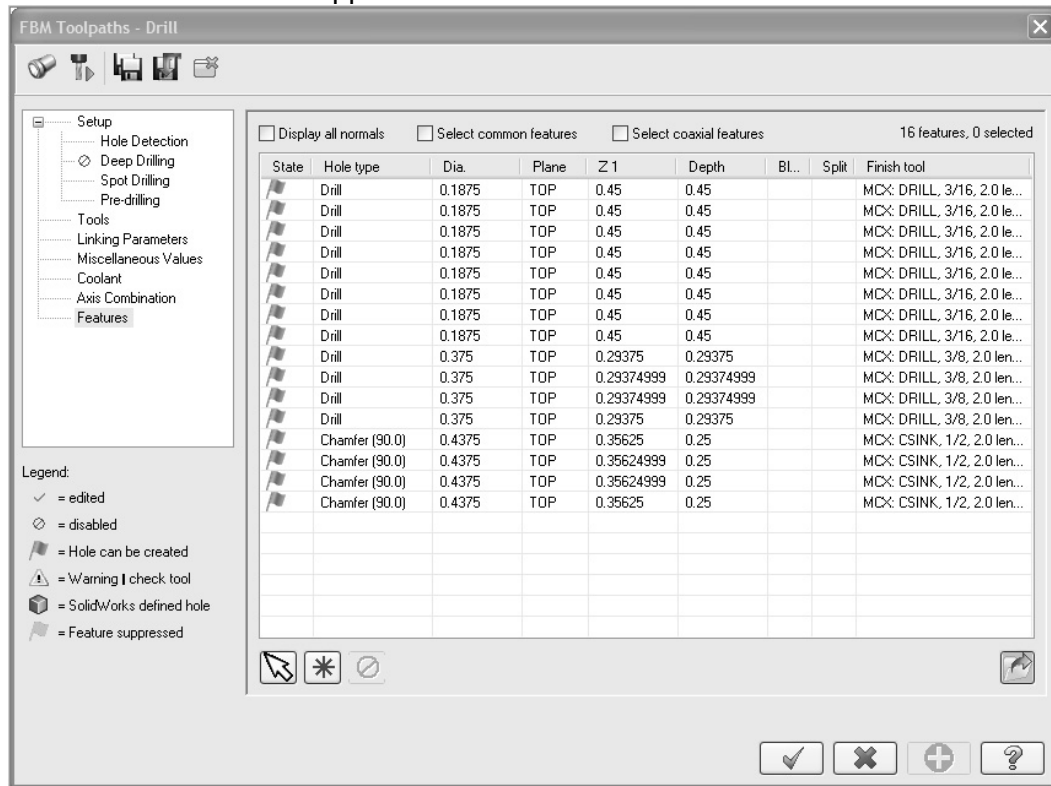 FBM Toolpaths - Drill
Setup
Hole Detection
Deep Drilling
Spot Drilling
Pre-drilling
Tools
Linking Parameters
Miscellaneous Values
Coolant
Axis Combination
Features
Legend:
= edited
= disabled
= Hole can be created
= Warning | check tool
= SolidWorks defined hole
= Feature suppressed
Display all normals Select common features Select coaxial features 16 features, 0 selected
State Hole type Dia. Plane Z 1 Depth Bl... Split Finish tool
Drill 0.1875 TOP 0.45 0.45 MCX: DRILL, 3/16, 2.0 le...
Drill 0.1875 TOP 0.45 0.45 MCX: DRILL, 3/16, 2.0 le...
Drill 0.1875 TOP 0.45 0.45 MCX: DRILL, 3/16, 2.0 le...
Drill 0.1875 TOP 0.45 0.45 MCX: DRILL, 3/16, 2.0 le...
Drill 0.1875 TOP 0.45 0.45 MCX: DRILL, 3/16, 2.0 le...
Drill 0.1875 TOP 0.45 0.45 MCX: DRILL, 3/16, 2.0 le...
Drill 0.1875 TOP 0.45 0.45 MCX: DRILL, 3/16, 2.0 le...
Drill 0.1875 TOP 0.45 0.45 MCX: DRILL, 3/16, 2.0 le...
Drill 0.375 TOP 0.29375 0.29375 MCX: DRILL, 3/8, 2.0 len...
Drill 0.375 TOP 0.29374999 0.29374999 MCX: DRILL, 3/8, 2.0 len...
Drill 0.375 TOP 0.29374999 0.29374999 MCX: DRILL, 3/8, 2.0 len...
Drill 0.375 TOP 0.29375 0.29375 MCX: DRILL, 3/8, 2.0 len...
Chamfer (90.0) 0.4375 TOP 0.35625 0.25 MCX: CSINK, 1/2, 2.0 len...
Chamfer (90.0) 0.4375 TOP 0.35624999 0.25 MCX: CSINK, 1/2, 2.0 len...
Chamfer (90.0) 0.4375 TOP 0.35624999 0.25 MCX: CSINK, 1/2, 2.0 len...
Chamfer (90.0) 0.4375 TOP 0.35625 0.25 MCX: CSINK, 1/2, 2.0 len...